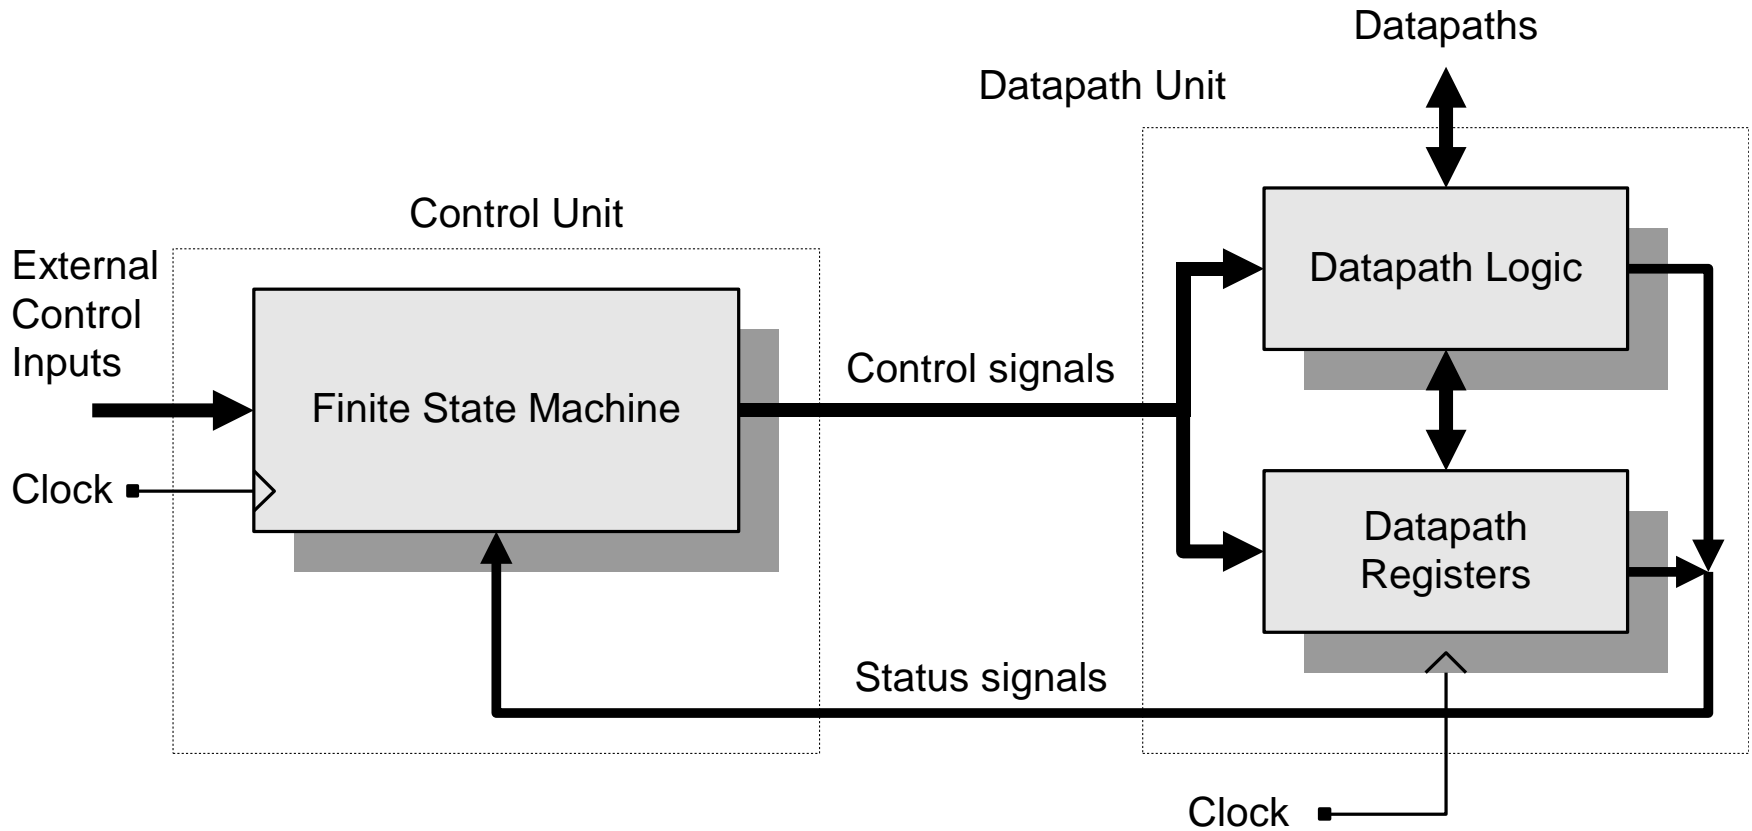 Datapaths
Datapath Unit
Control Unit
External
Control
Inputs
Datapath Logic
Control signals
Finite State Machine
Clock
Datapath
Registers
Status signals
Clock